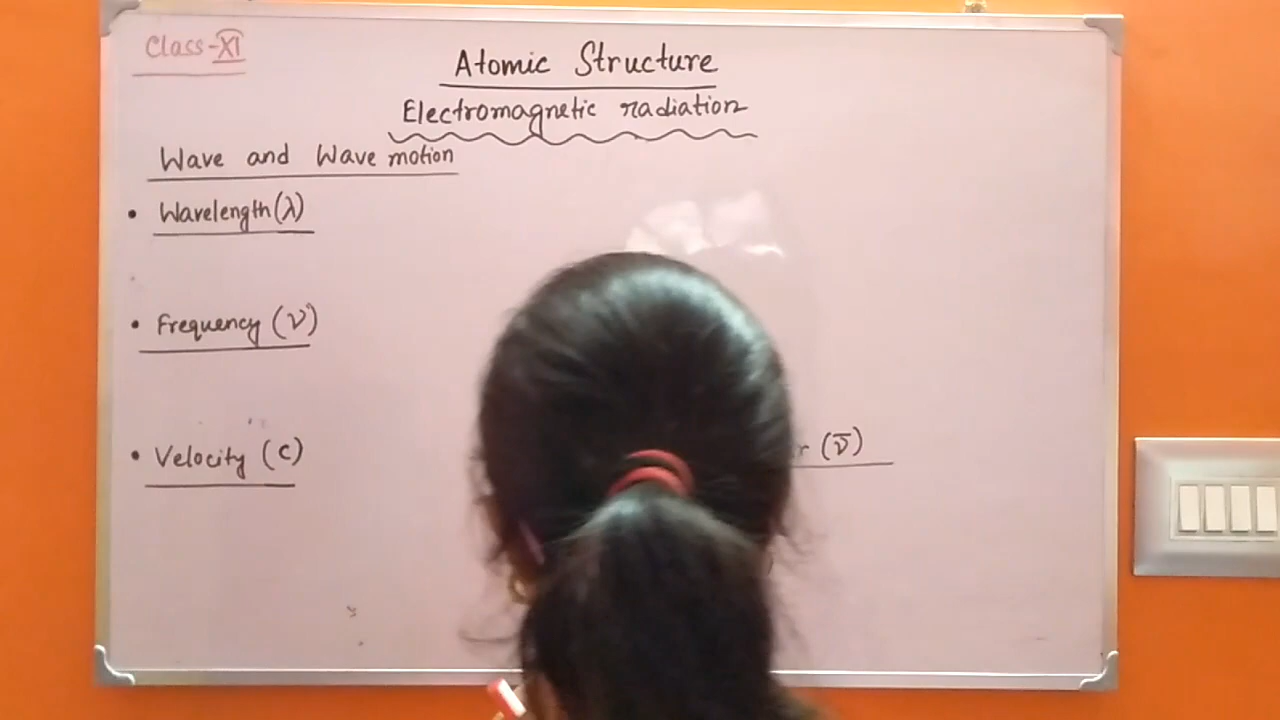 Class-XI
Atomic Structure
Electromagnetic radiation
Wave and Wave motion
• Wavelength(λ)
• Frequency (ν)
• Velocity (c)
r (ν̅)